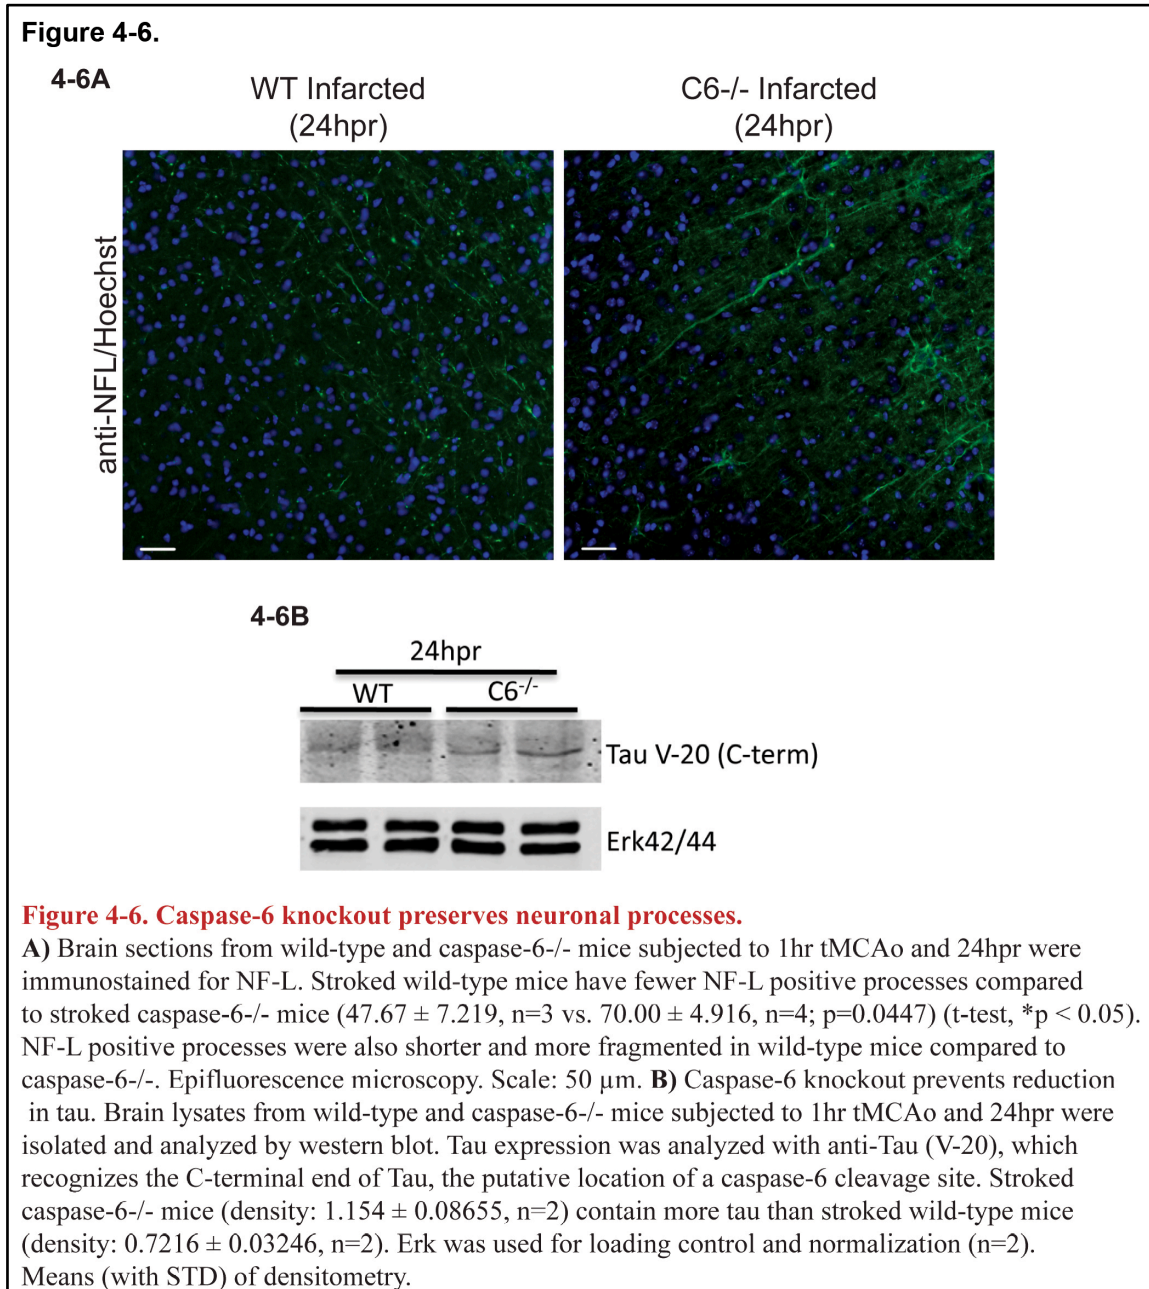 Figure 4-6.
4-6A
WT Infarcted
(24hpr)
C6-/- Infarcted
(24hpr)
anti-NFL/Hoechst
4-6B
24hpr
WT
C6-/-
Tau V-20 (C-term)
Erk42/44
Figure 4-6. Caspase-6 knockout preserves neuronal processes.
A) Brain sections from wild-type and caspase-6-/- mice subjected to 1hr tMCAo and 24hpr were
immunostained for NF-L. Stroked wild-type mice have fewer NF-L positive processes compared
to stroked caspase-6-/- mice (47.67 ± 7.219, n=3 vs. 70.00 ± 4.916, n=4; p=0.0447) (t-test, *p < 0.05).
NF-L positive processes were also shorter and more fragmented in wild-type mice compared to
caspase-6-/-. Epifluorescence microscopy. Scale: 50 µm. B) Caspase-6 knockout prevents reduction
in tau. Brain lysates from wild-type and caspase-6-/- mice subjected to 1hr tMCAo and 24hpr were
isolated and analyzed by western blot. Tau expression was analyzed with anti-Tau (V-20), which
recognizes the C-terminal end of Tau, the putative location of a caspase-6 cleavage site. Stroked
caspase-6-/- mice (density: 1.154 ± 0.08655, n=2) contain more tau than stroked wild-type mice
(density: 0.7216 ± 0.03246, n=2). Erk was used for loading control and normalization (n=2).
Means (with STD) of densitometry.